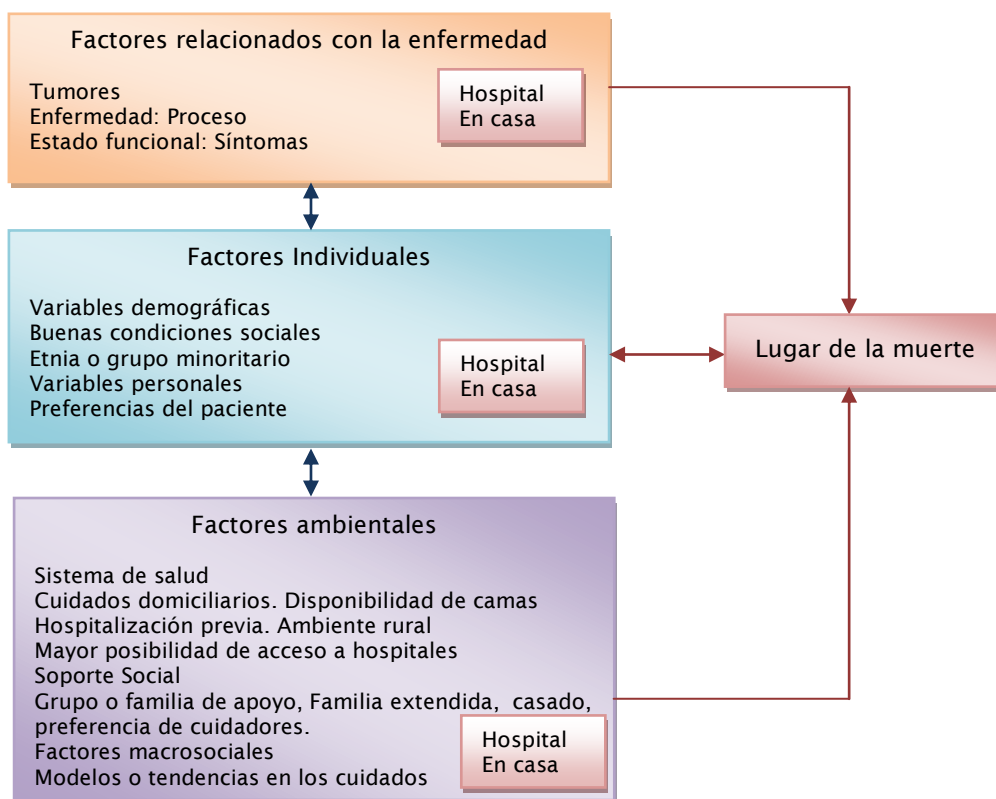 Factores relacionados con la enfermedad
Tumores
Enfermedad: Proceso
Estado funcional: Síntomas
Hospital
En casa
Factores Individuales
Variables demográficas
Buenas condiciones sociales
Etnia o grupo minoritario
Variables personales
Preferencias del paciente
Hospital
En casa
Lugar de la muerte
Factores ambientales
Sistema de salud
Cuidados domiciliarios. Disponibilidad de camas
Hospitalización previa. Ambiente rural
Mayor posibilidad de acceso a hospitales
Soporte Social
Grupo o familia de apoyo, Familia extendida, casado,
preferencia de cuidadores.
Factores macrosociales
Modelos o tendencias en los cuidados
Hospital
En casa